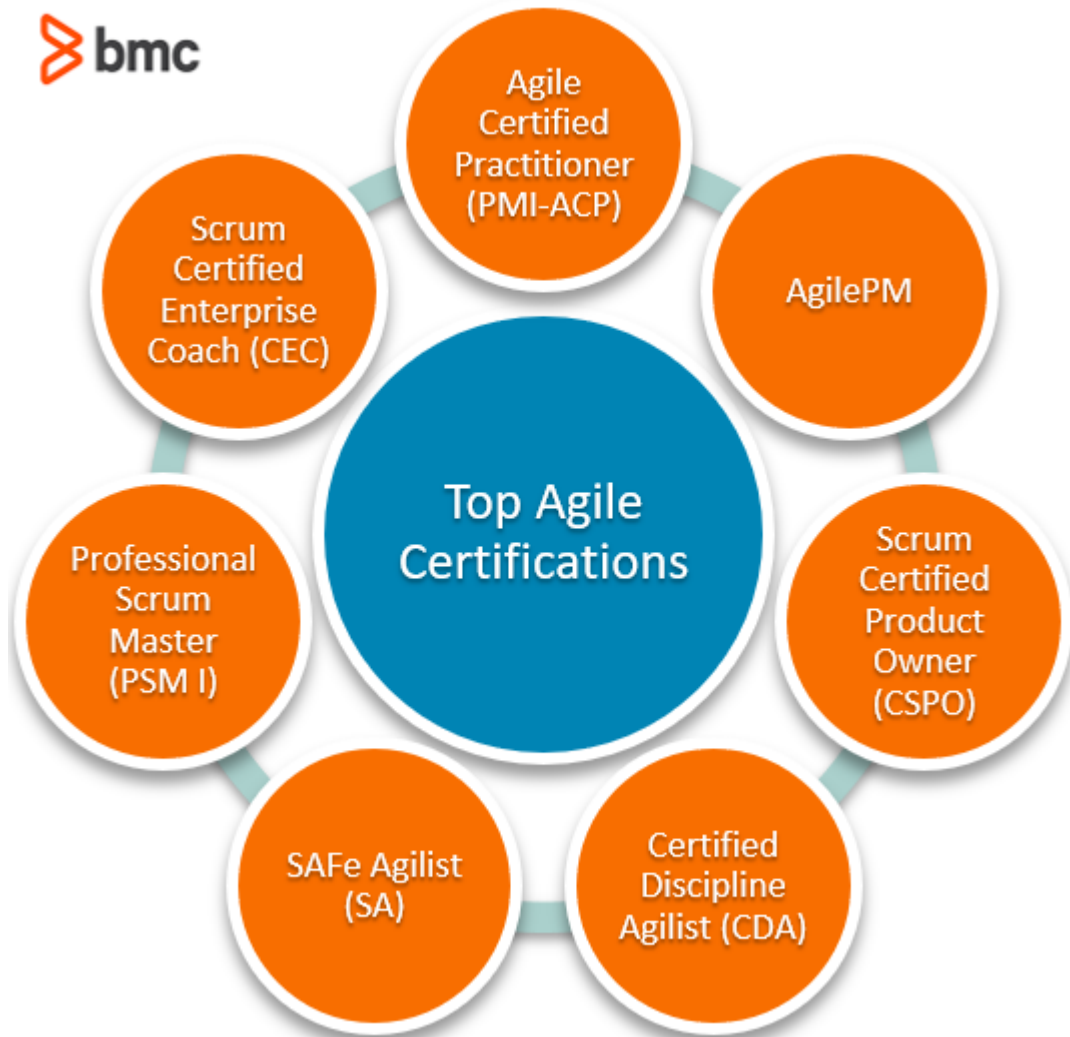 bmc
Agile
Certified
Practitioner
(PMI-ACP)
AgilePM
Scrum
Certified
Product
Owner
(CSPO)
Certified
Discipline
Agilist (CDA)
SAFe Agilist
(SA)
Professional
Scrum
Master
(PSM I)
Scrum
Certified
Enterprise
Coach (CEC)
Top Agile
Certifications